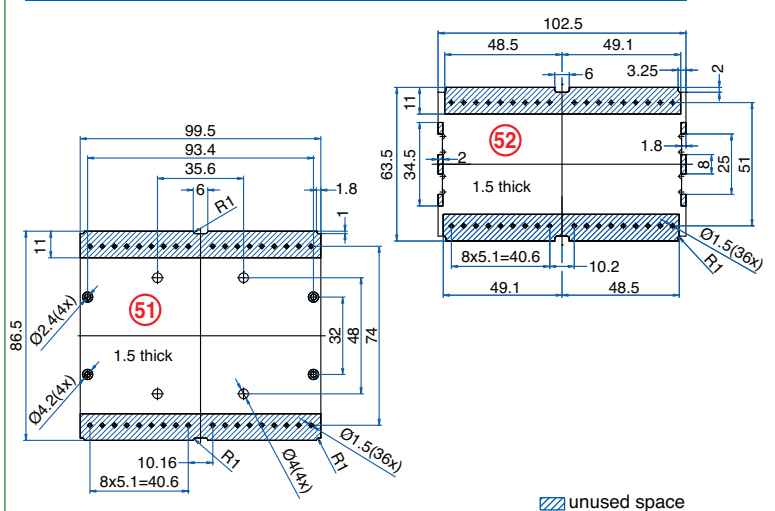 102.5
48.5
49.1
6
3.25
2
11
63.5
34.5
2
52
1.5 thick
1.8
8
25
51
Ø1.5(36x)
R1
8x5.1=40.6
10.2
49.1
48.5
99.5
93.4
35.6
6
R1
1.8
1
11
86.5
Ø2.4(4x)
51
1.5 thick
Ø4.2(4x)
32
48
74
10.16
8x5.1=40.6
R1
Ø4(4x)
R1
Ø1.5(36x)
unused space